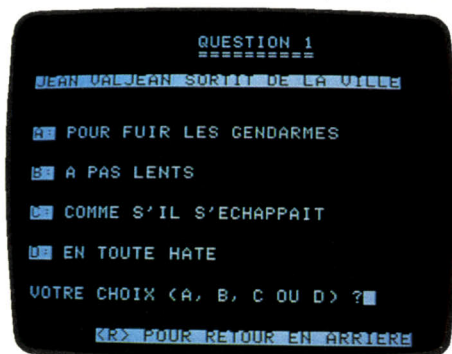 QUESTION 1
==========
JEAN VALJEAN SORTIT DE LA VILLE
A: POUR FUIR LES GENDARMES
B: A PAS LENTS
C: COMME S'IL S'ECHAPPAIT
D: EN TOUTE HATE
VOTRE CHOIX (A, B, C OU D) ?
<R> POUR RETOUR EN ARRIERE